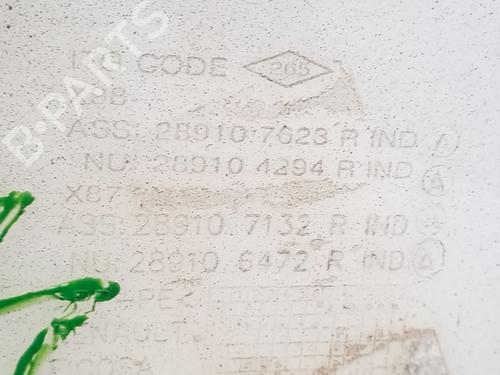 CODE 265
ASS: 28910 7623 R IND A
NU: 28910 4294 R IND A
X87
ASS: 28910 7132 R IND
NU: 28910 6472 R IND A
B-PARTS